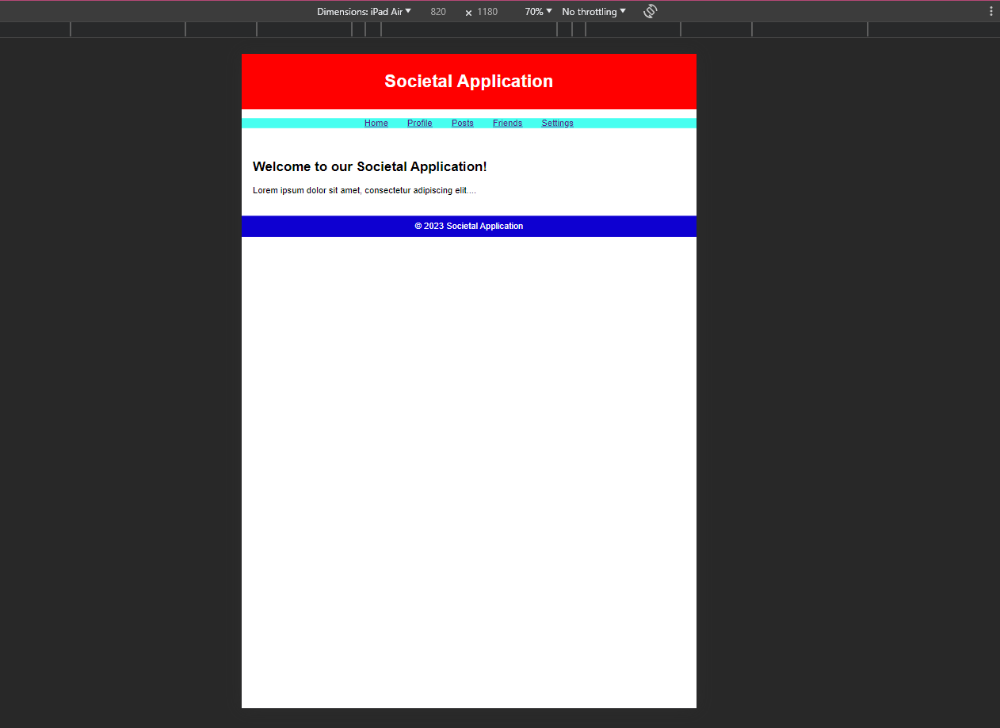 Dimensions: iPad Air 820 × 1180 70% No throttling
Societal Application
Home Profile Posts Friends Settings
Welcome to our Societal Application!
Lorem ipsum dolor sit amet, consectetur adipiscing elit....
© 2023 Societal Application